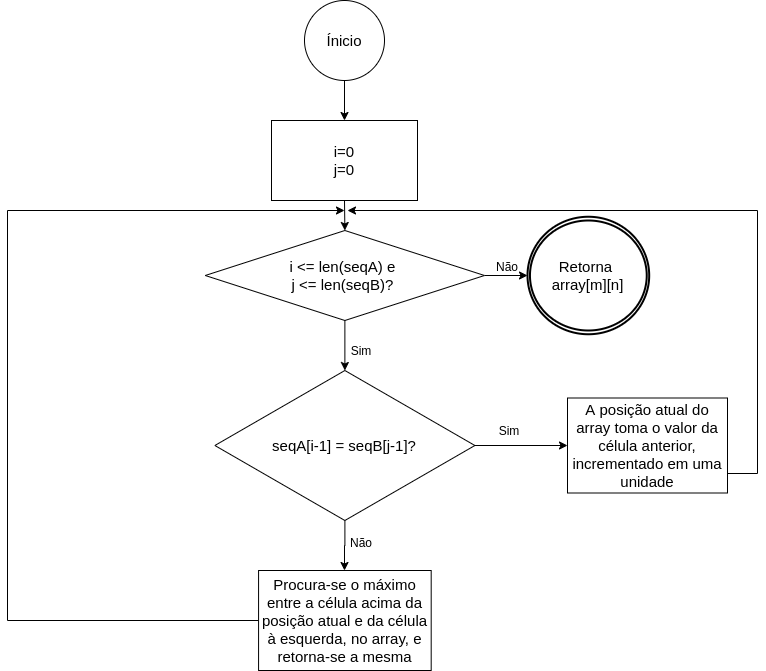 Ínicio
i=0
j=0
i <= len(seqA) e
j <= len(seqB)?
Não
Retorna
array[m][n]
Sim
seqA[i-1] = seqB[j-1]?
Sim
A posição atual do
array toma o valor da
célula anterior,
incrementado em uma
unidade
Não
Procura-se o máximo
entre a célula acima da
posição atual e da célula
à esquerda, no array, e
retorna-se a mesma